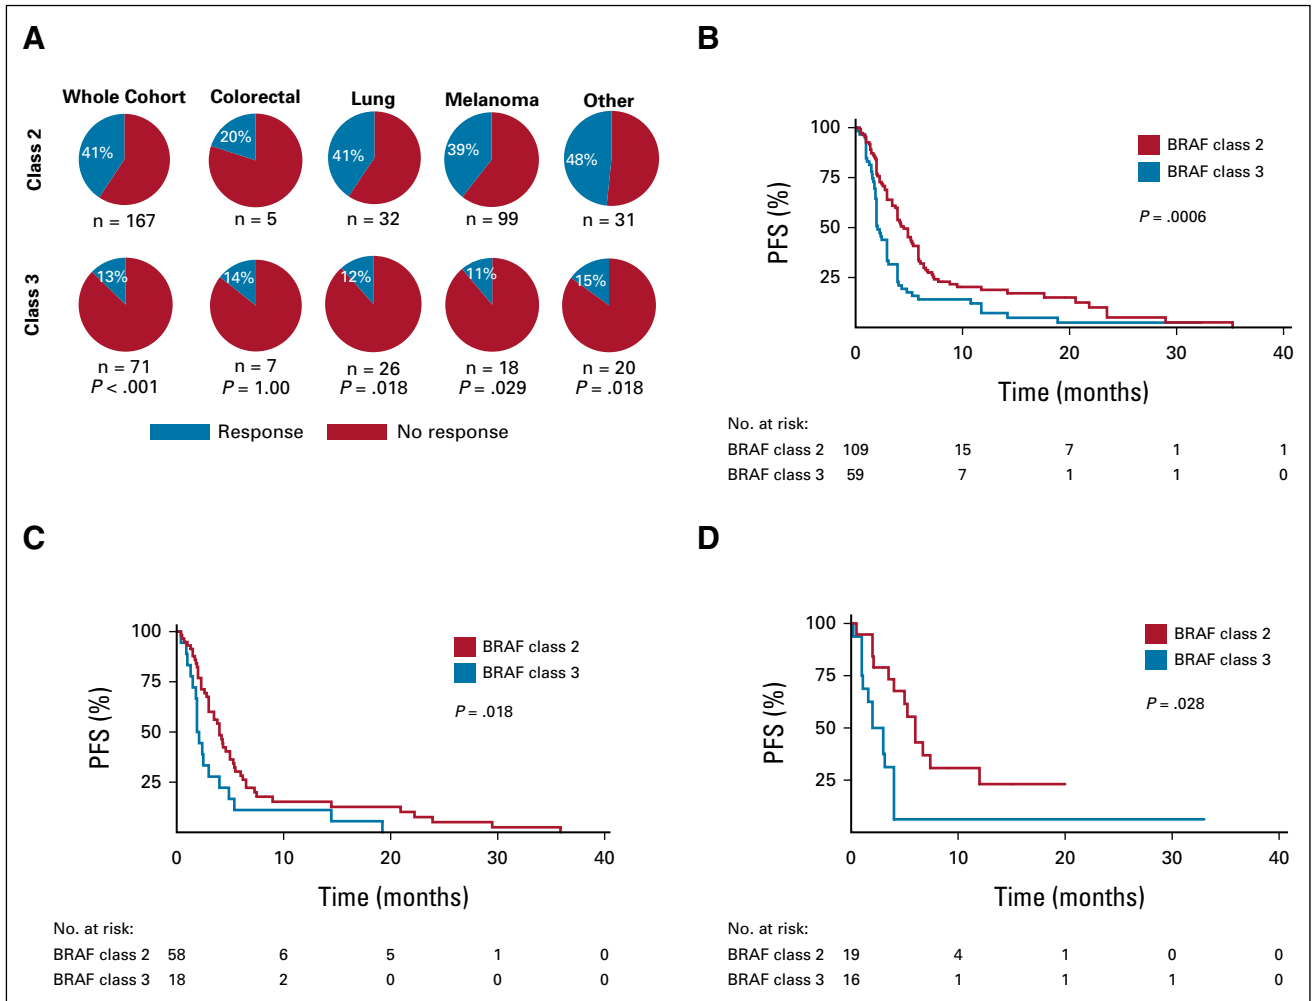 A
Whole Cohort Colorectal Lung Melanoma Other
Class 2
41% 20% 41% 39% 48%
n = 167 n = 5 n = 32 n = 99 n = 31
Class 3
13% 14% 12% 11% 15%
n = 71 n = 7 n = 26 n = 18 n = 20
P < .001 P = 1.00 P = .018 P = .029 P = .018
Response No response
B
PFS (%)
100
75
50
25
BRAF class 2
BRAF class 3
P = .0006
0 10 20 30 40
Time (months)
No. at risk:
BRAF class 2 109 15 7 1 1
BRAF class 3 59 7 1 1 0
C
PFS (%)
100
75
50
25
BRAF class 2
BRAF class 3
P = .018
0 10 20 30 40
Time (months)
No. at risk:
BRAF class 2 58 6 5 1 0
BRAF class 3 18 2 0 0 0
D
PFS (%)
100
75
50
25
BRAF class 2
BRAF class 3
P = .028
0 10 20 30 40
Time (months)
No. at risk:
BRAF class 2 19 4 1 0 0
BRAF class 3 16 1 1 1 0